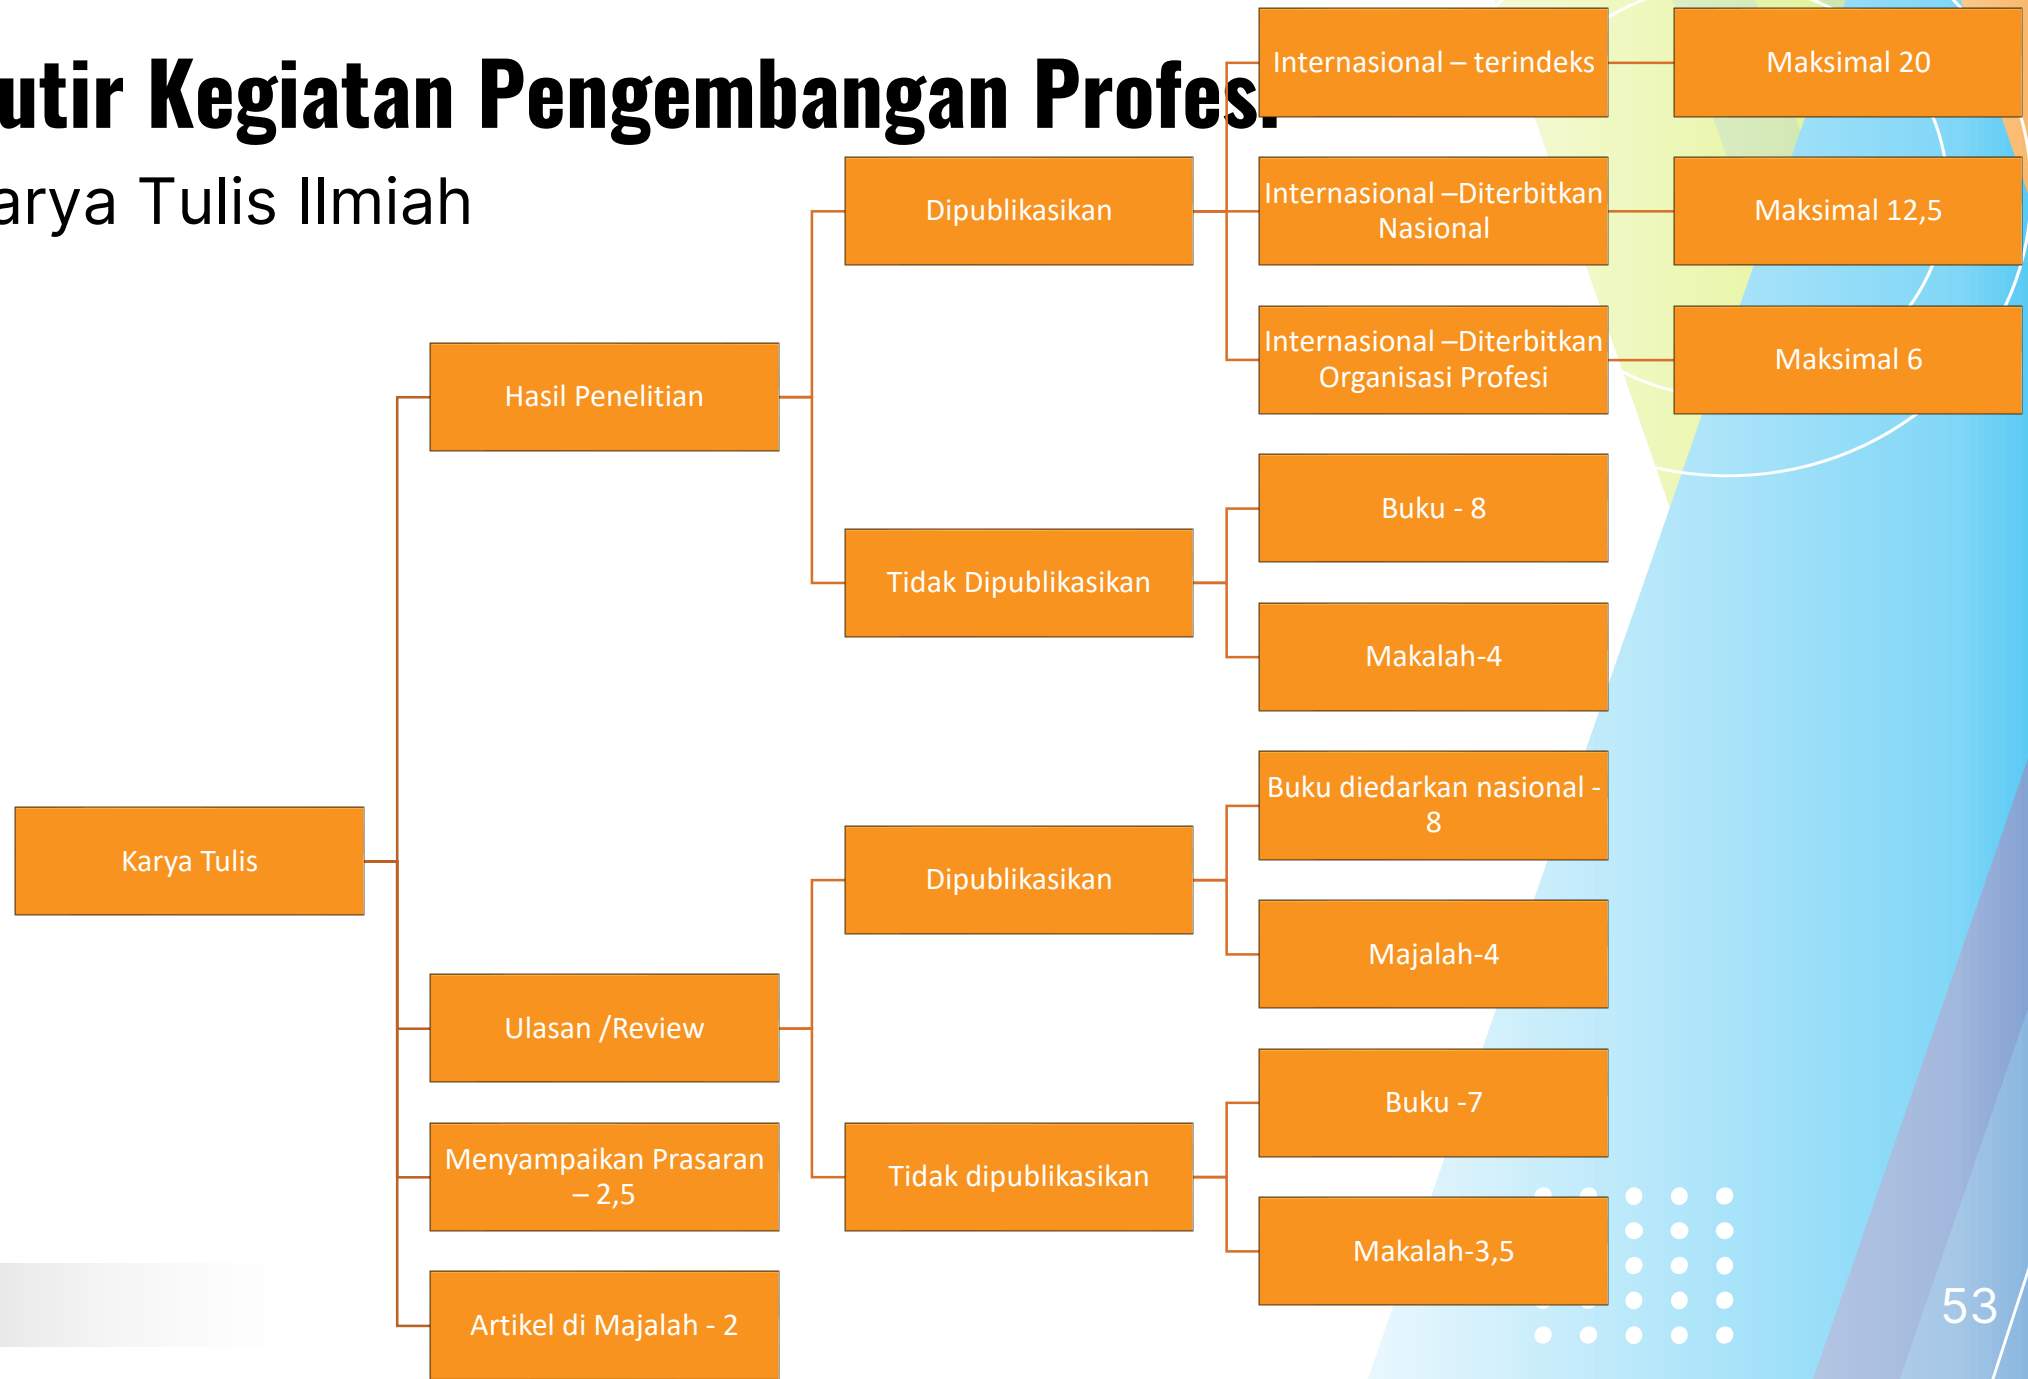 utir Kegiatan Pengembangan Profesi
arya Tulis Ilmiah
Karya Tulis
Hasil Penelitian
Dipublikasikan
Internasional – terindeks
Maksimal 20
Internasional –Diterbitkan
Nasional
Maksimal 12,5
Internasional –Diterbitkan
Organisasi Profesi
Maksimal 6
Tidak Dipublikasikan
Buku - 8
Makalah-4
Ulasan /Review
Dipublikasikan
Buku diedarkan nasional -
8
Majalah-4
Tidak dipublikasikan
Buku -7
Makalah-3,5
Menyampaikan Prasaran
– 2,5
Artikel di Majalah - 2
53